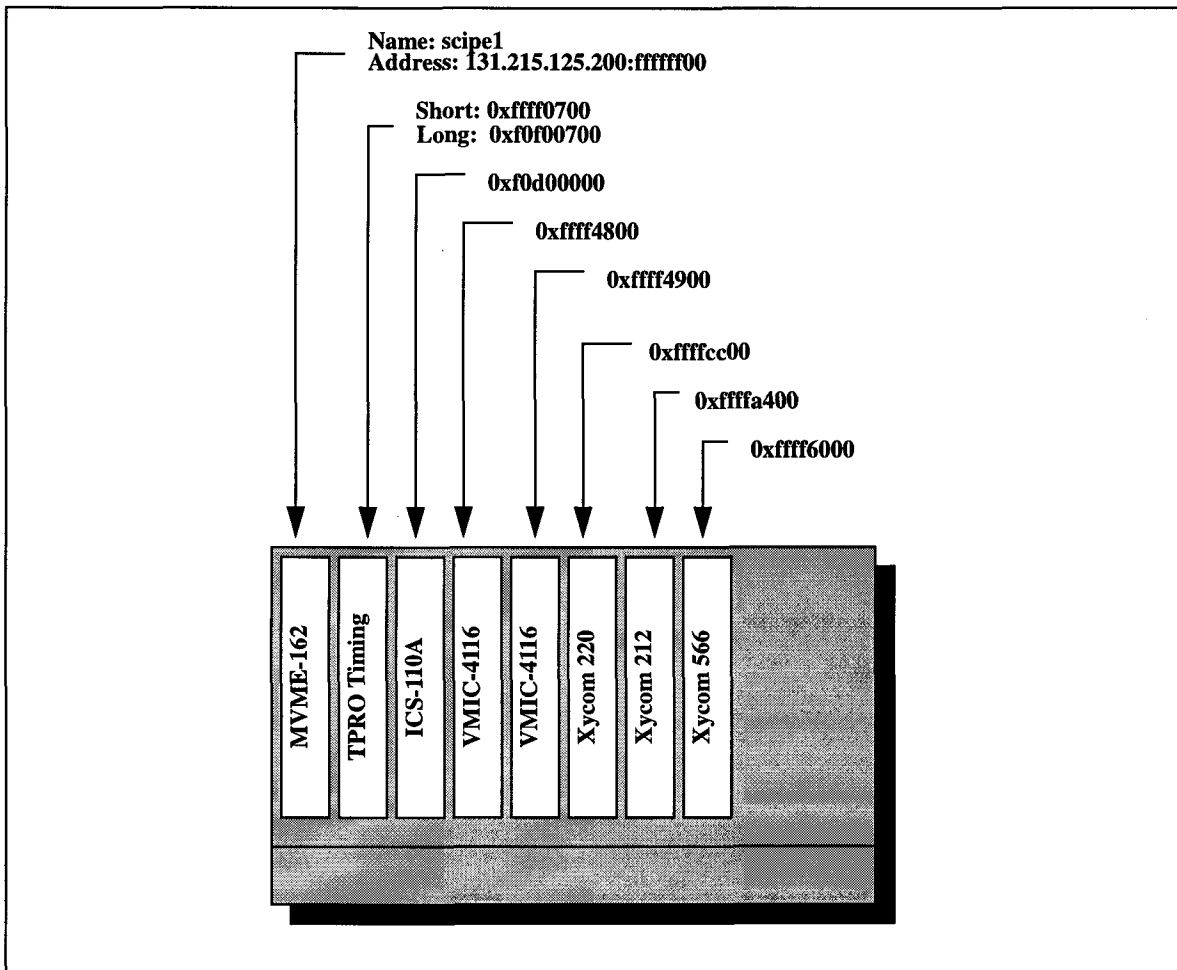 Name: scipe1
Address: 131.215.125.200:ffffff00
Short: 0xffff0700
Long: 0xf0f00700
0xf0d00000
0xffff4800
0xffff4900
0xffffcc00
0xffffa400
0xffff6000
MVME-162
TPRO Timing
ICS-110A
VMIC-4116
VMIC-4116
Xycom 220
Xycom 212
Xycom 566